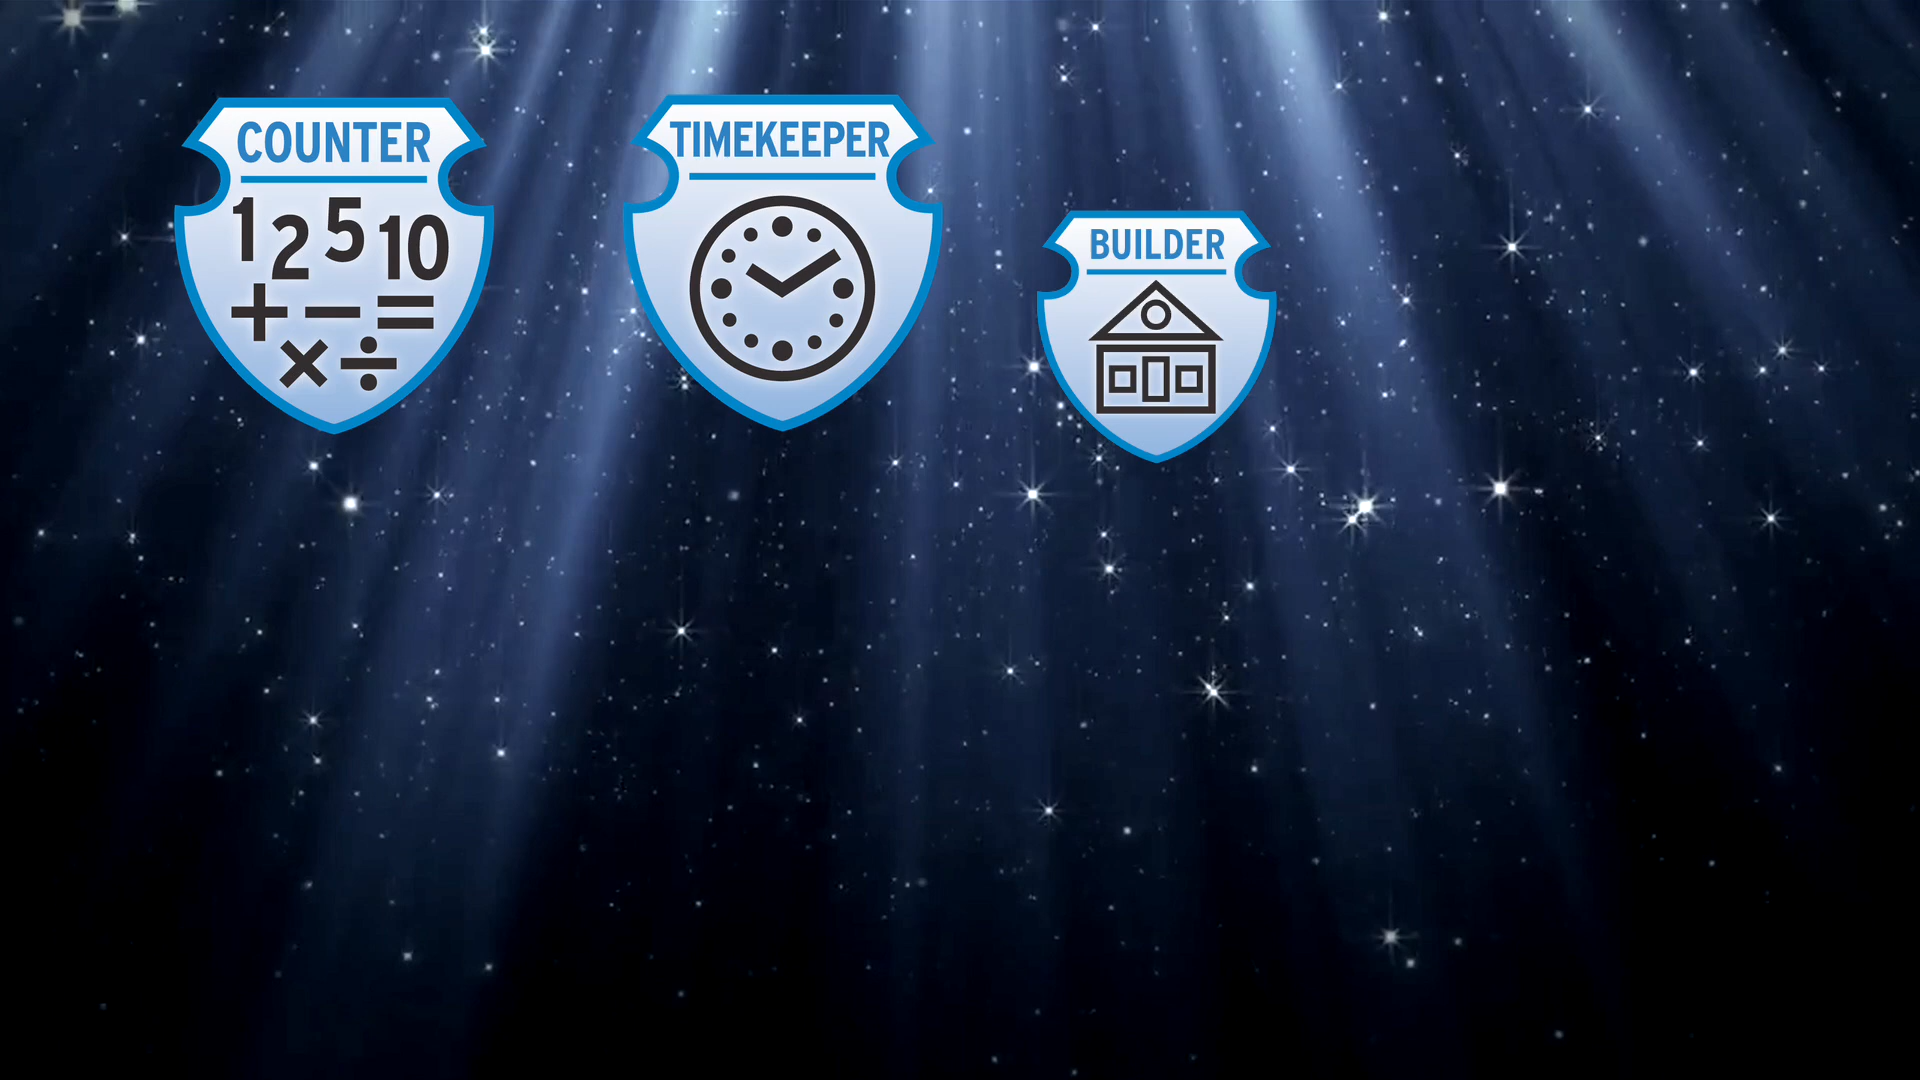 COUNTER
1 2 5 10
+ − =
× ÷
TIMEKEEPER
BUILDER